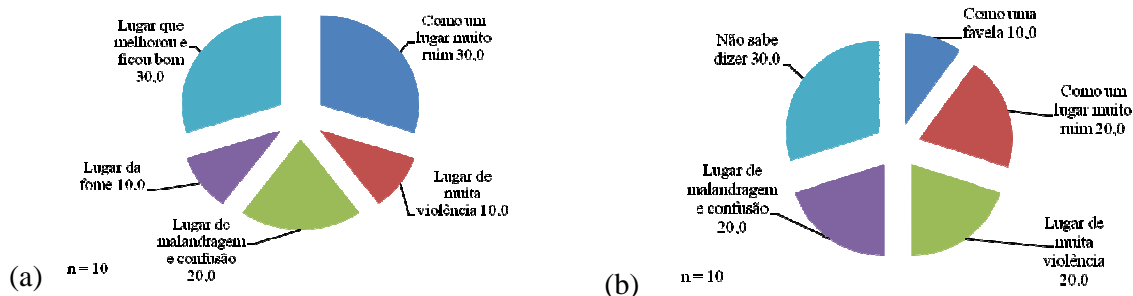 Lugar que
melhorou e
ficou bom
30,0
Como um
lugar muito
ruim 30,0
Lugar da
fome 10,0
Lugar de
muita
violência 10,0
Lugar de
malandragem
e confusão
20,0
(a)
n = 10
Como uma
favela 10,0
Não sabe
dizer 30,0
Como um
lugar muito
ruim 20,0
Lugar de
malandragem
e confusão
20,0
Lugar de
muita
violência
20,0
(b)
n = 10